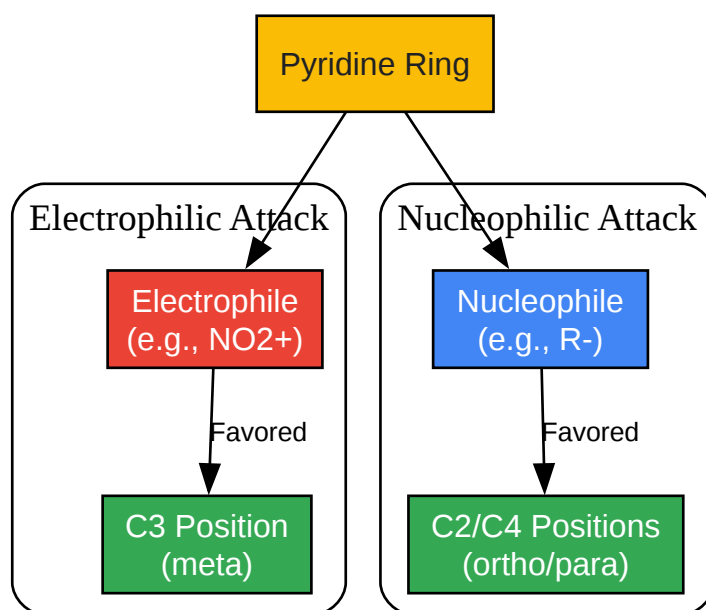 Pyridine Ring
Electrophilic Attack
Nucleophilic Attack
Electrophile
(e.g., NO2+)
Nucleophile
(e.g., R-)
Favored
Favored
C3 Position
(meta)
C2/C4 Positions
(ortho/para)